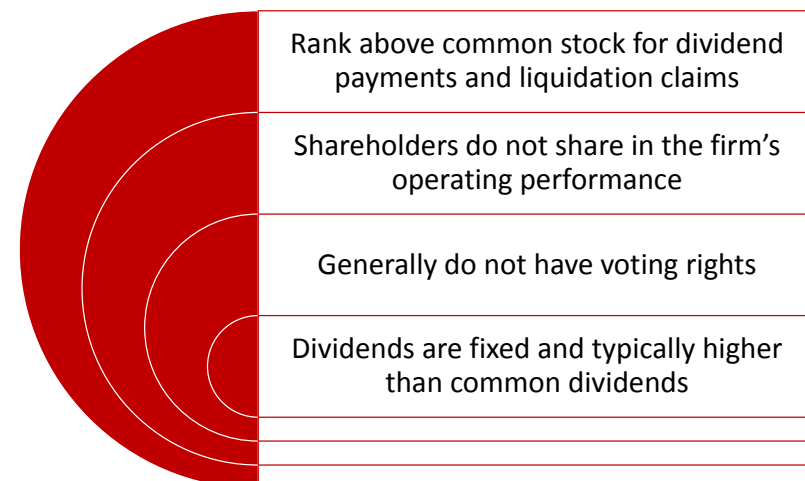 Rank above common stock for dividend
payments and liquidation claims
Shareholders do not share in the firm’s
operating performance
Generally do not have voting rights
Dividends are fixed and typically higher
than common dividends